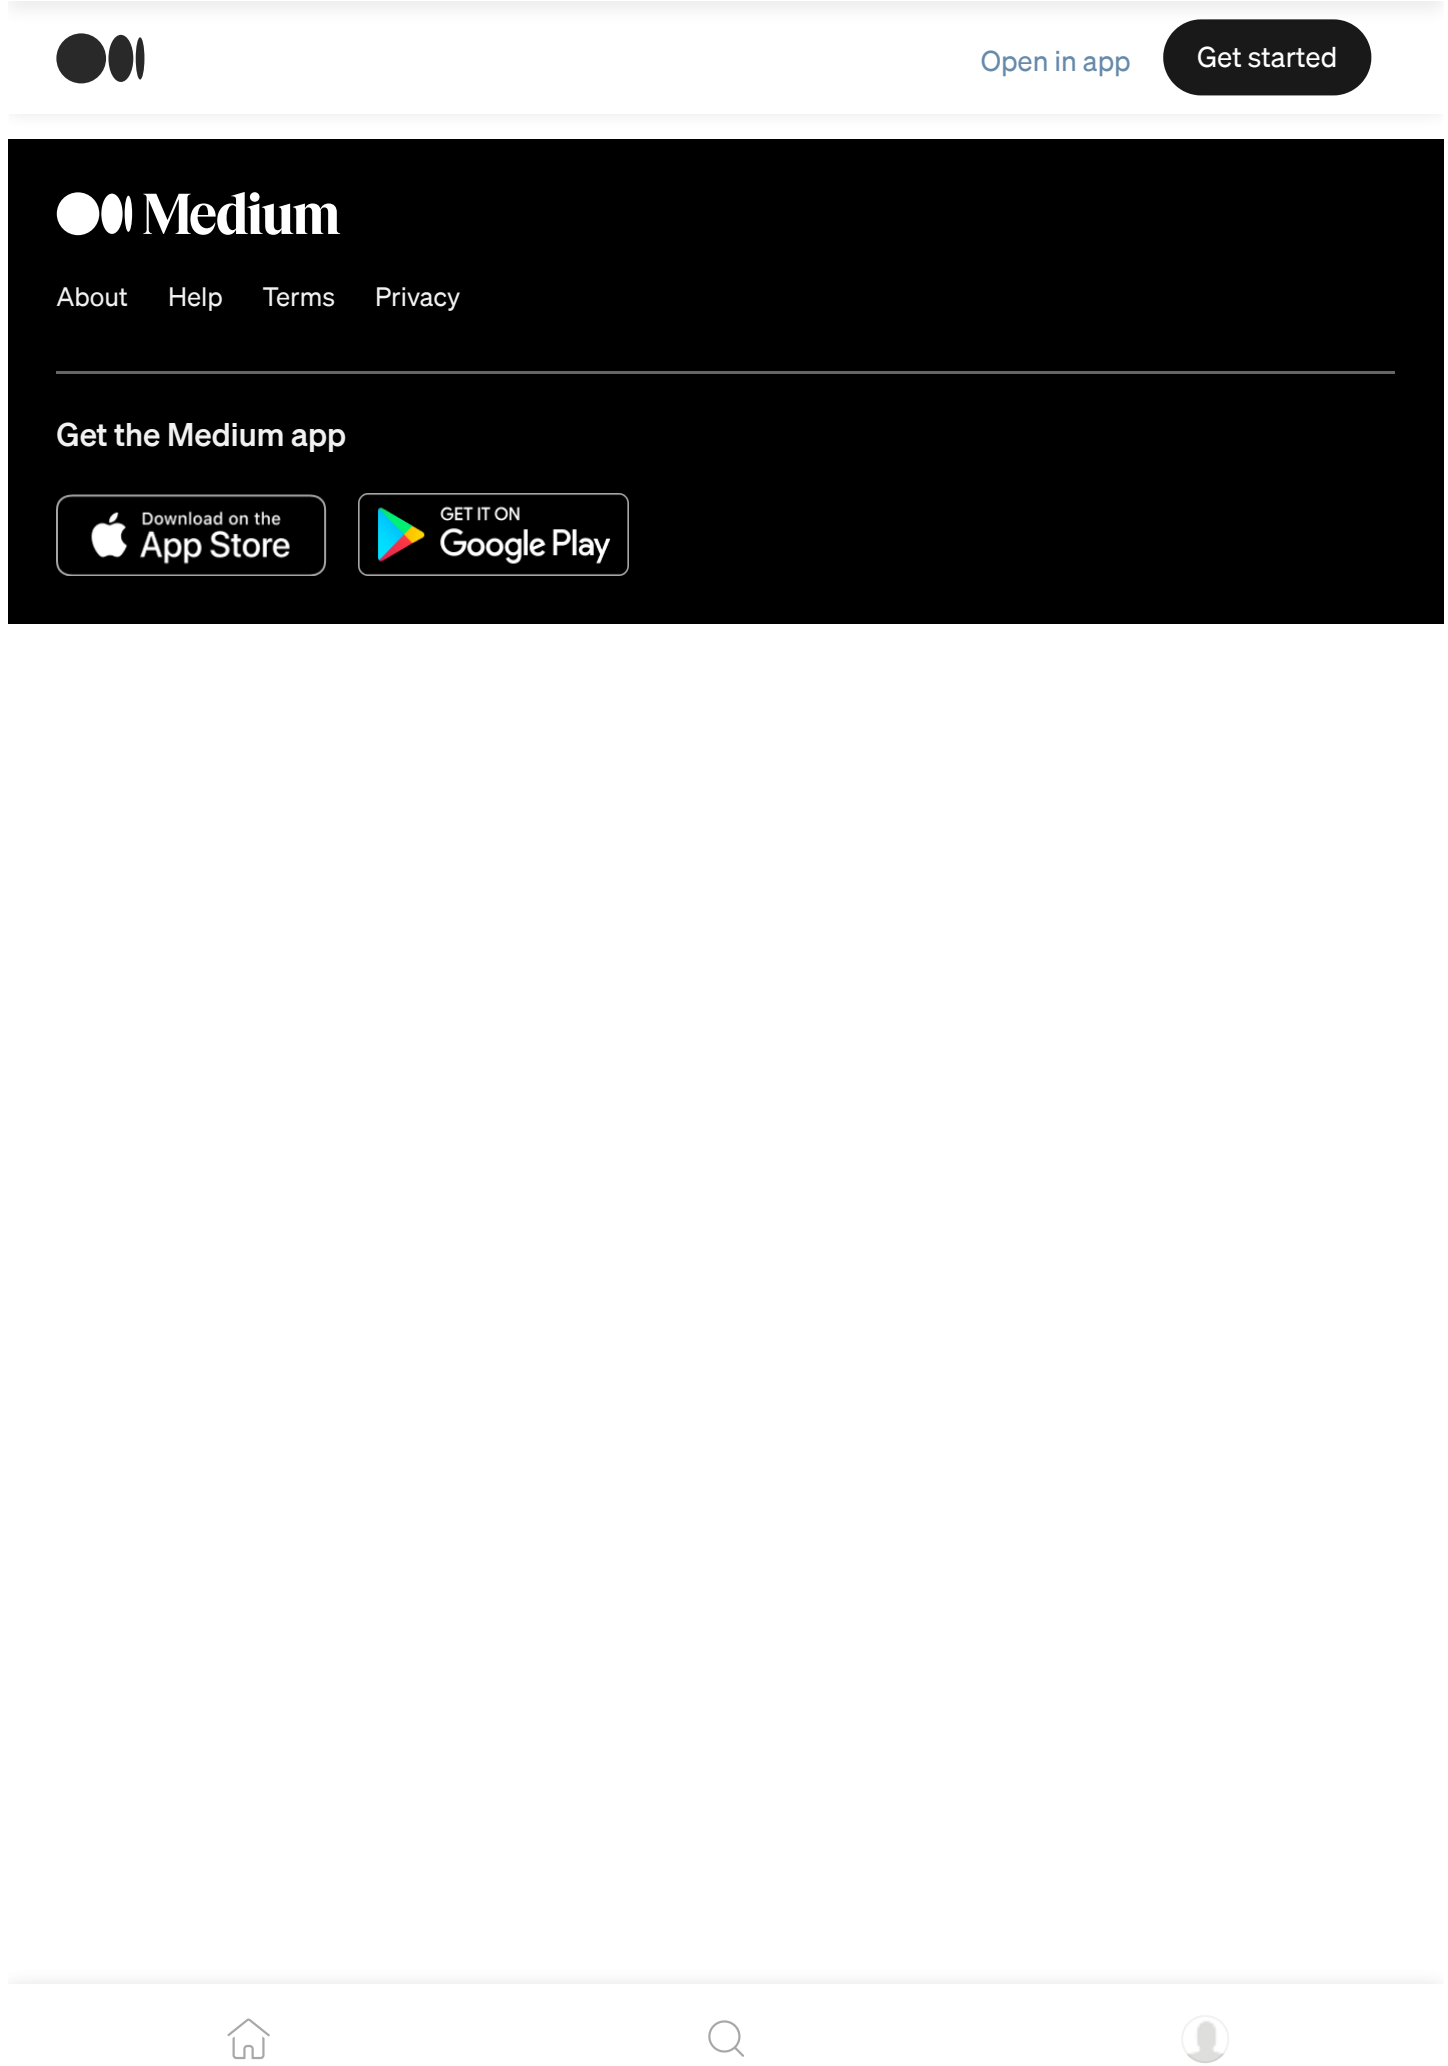 Open in app
Get started
Medium
About Help Terms Privacy
Get the Medium app
Download on the
App Store
GET IT ON
Google Play